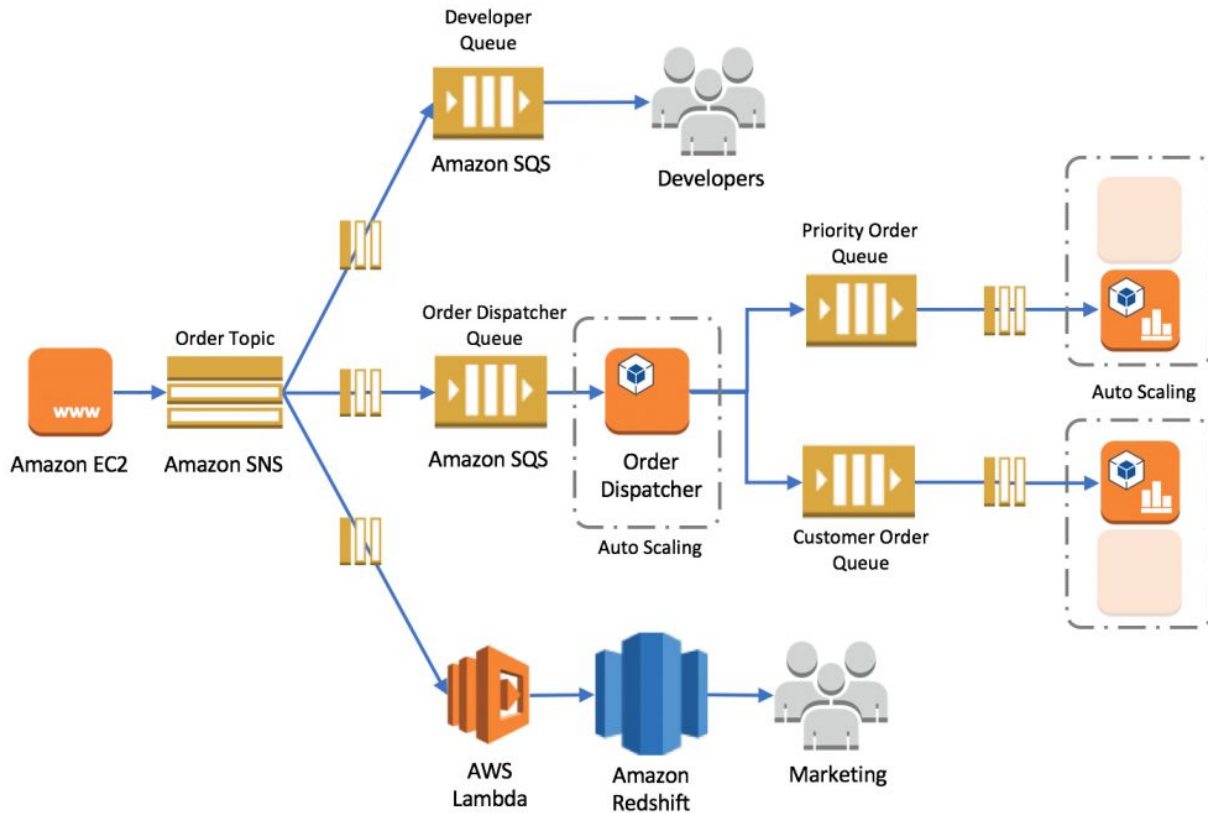 Developer
Queue
Amazon SQS
Developers
Priority Order
Queue
Order Topic
Order Dispatcher
Queue
www
Auto Scaling
Amazon EC2
Amazon SNS
Amazon SQS
Order
Dispatcher
Auto Scaling
Customer Order
Queue
AWS
Lambda
Amazon
Redshift
Marketing